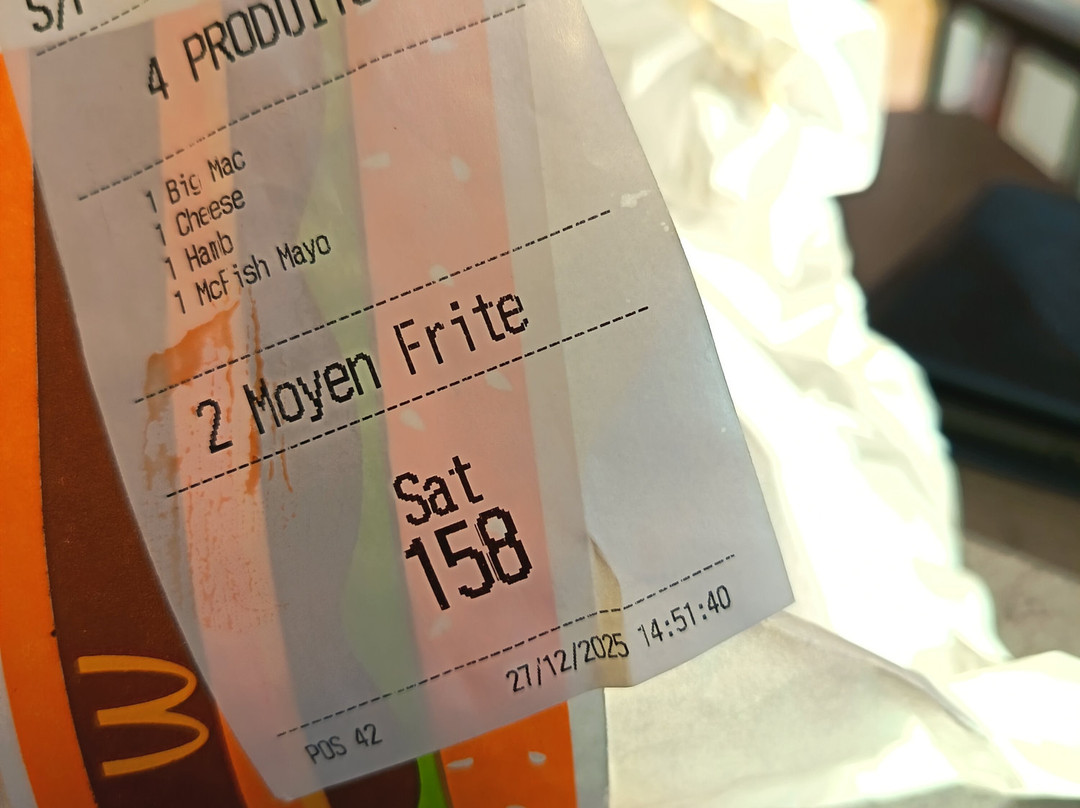 4 PRODUITS
1 Big Mac
1 Cheese
1 Hamb
1 McFish Mayo
2 Moyen Frite
Sat
158
27/12/2025 14:51:40
POS 42